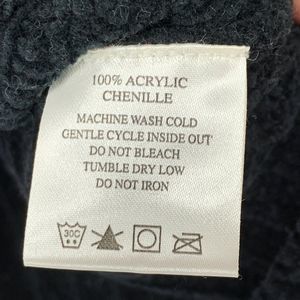 100% ACRYLIC
CHENILLE
MACHINE WASH COLD
GENTLE CYCLE INSIDE OUT
DO NOT BLEACH
TUMBLE DRY LOW
DO NOT IRON
30C